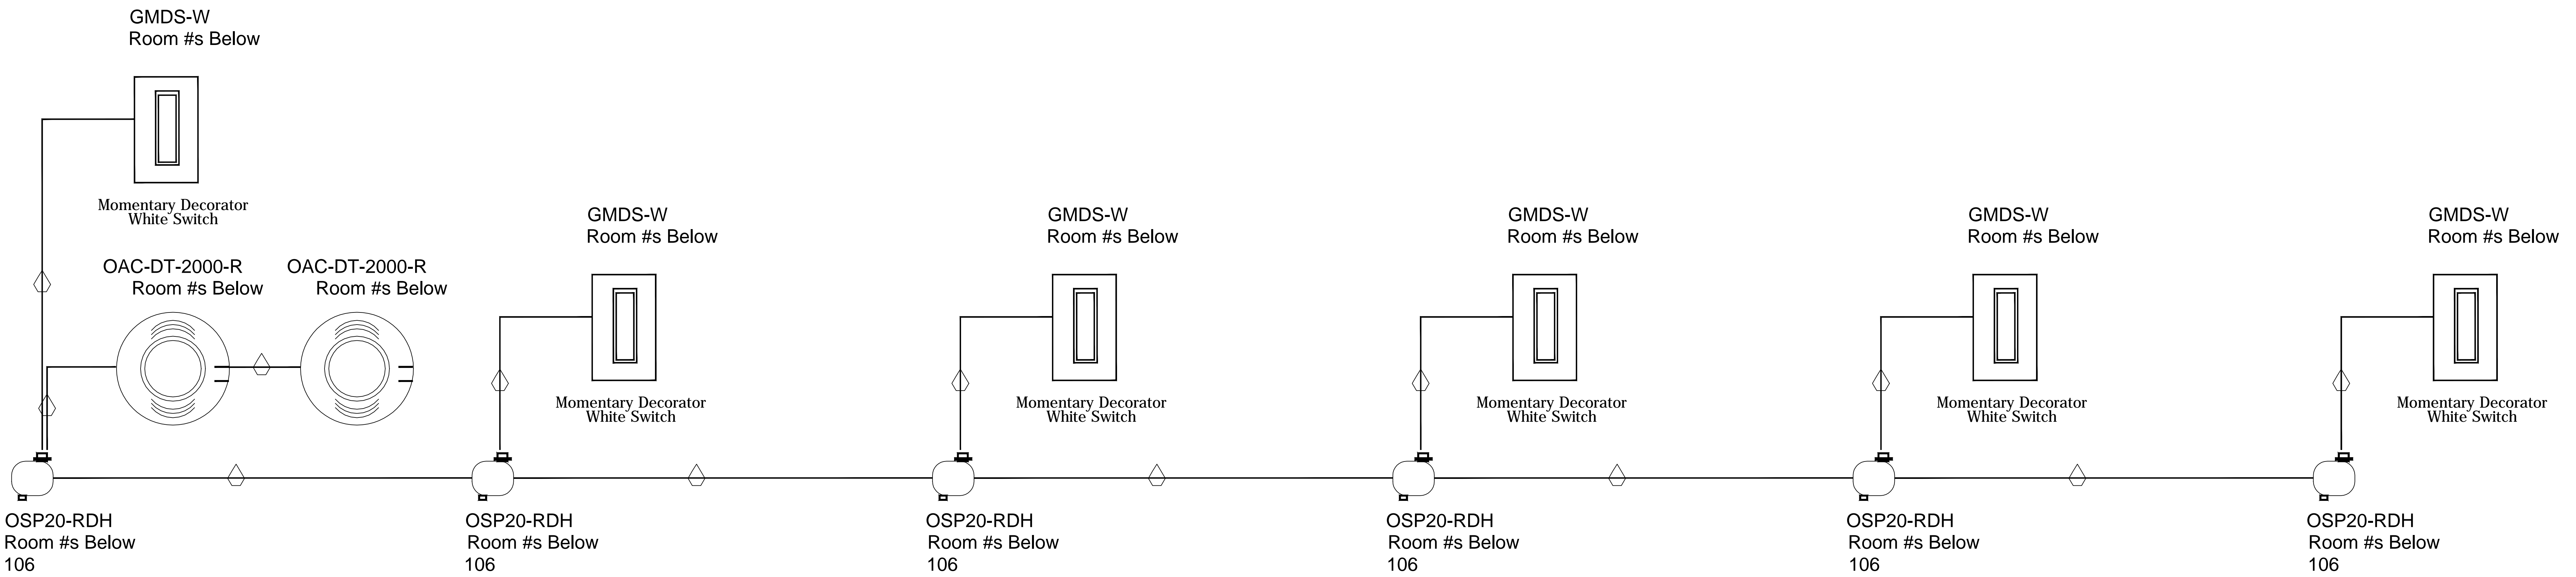 GMDS-W
Room #s Below
Momentary Decorator
White Switch
OAC-DT-2000-R
Room #s Below
OAC-DT-2000-R
Room #s Below
GMDS-W
Room #s Below
Momentary Decorator
White Switch
GMDS-W
Room #s Below
Momentary Decorator
White Switch
GMDS-W
Room #s Below
Momentary Decorator
White Switch
GMDS-W
Room #s Below
Momentary Decorator
White Switch
GMDS-W
Room #s Below
Momentary Decorator
White Switch
OSP20-RDH
Room #s Below
106
OSP20-RDH
Room #s Below
106
OSP20-RDH
Room #s Below
106
OSP20-RDH
Room #s Below
106
OSP20-RDH
Room #s Below
106
OSP20-RDH
Room #s Below
106